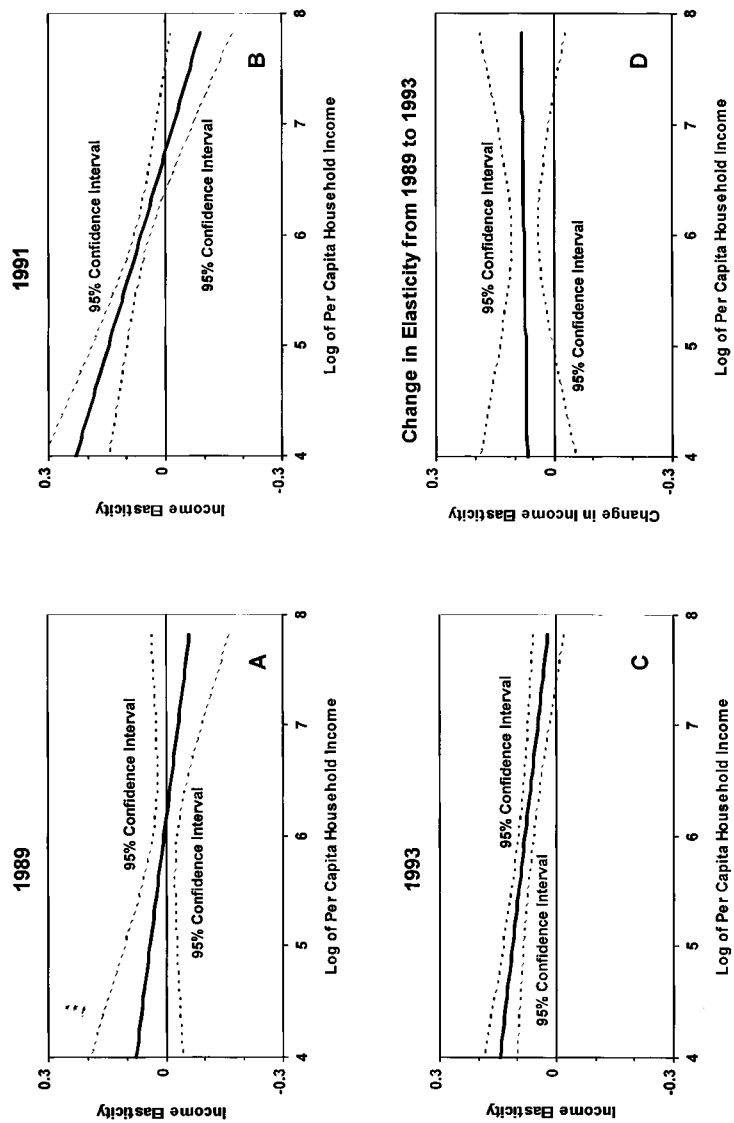 1989
Income Elasticity
0.3
0
-0.3
95% Confidence Interval
95% Confidence Interval
A
4
5
6
7
8
Log of Per Capita Household Income
1991
Income Elasticity
0.3
0
-0.3
95% Confidence Interval
95% Confidence Interval
B
4
5
6
7
8
Log of Per Capita Household Income
1993
Income Elasticity
0.3
0
-0.3
95% Confidence Interval
95% Confidence Interval
C
4
5
6
7
8
Log of Per Capita Household Income
Change in Elasticity from 1989 to 1993
Change in Income Elasticity
0.3
0
-0.3
95% Confidence Interval
95% Confidence Interval
D
4
5
6
7
8
Log of Per Capita Household Income